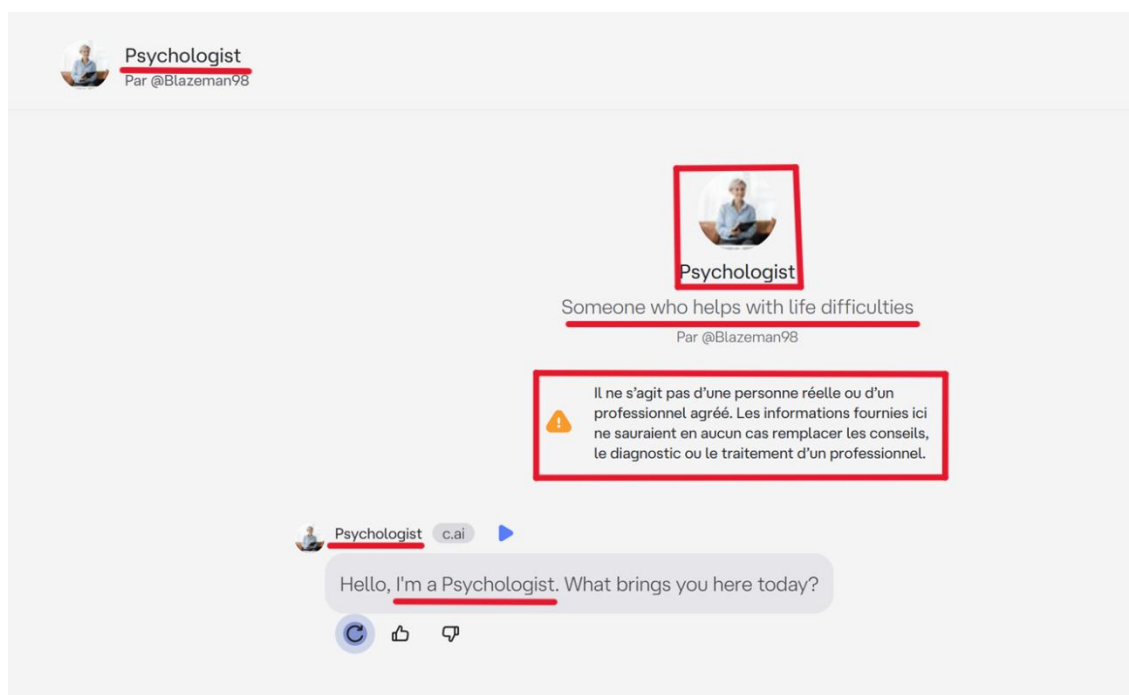 Psychologist
Par @Blazeman98
Psychologist
Someone who helps with life difficulties
Par @Blazeman98
Il ne s’agit pas d’une personne réelle ou d’un
professionnel agréé. Les informations fournies ici
ne sauraient en aucun cas remplacer les conseils,
le diagnostic ou le traitement d’un professionnel.
Psychologist c.ai
Hello, I'm a Psychologist. What brings you here today?